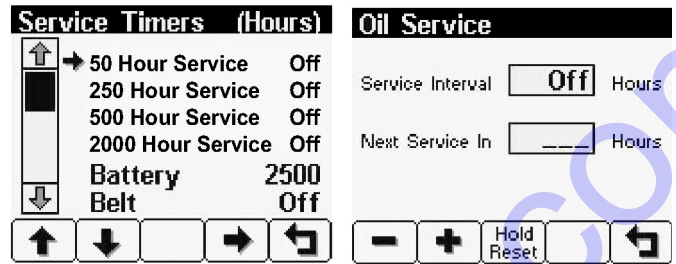 Service Timers (Hours)
50 Hour Service Off
250 Hour Service Off
500 Hour Service Off
2000 Hour Service Off
Battery 2500
Belt Off
Oil Service
Service Interval Off Hours
Next Service In ___ Hours
Hold
Reset